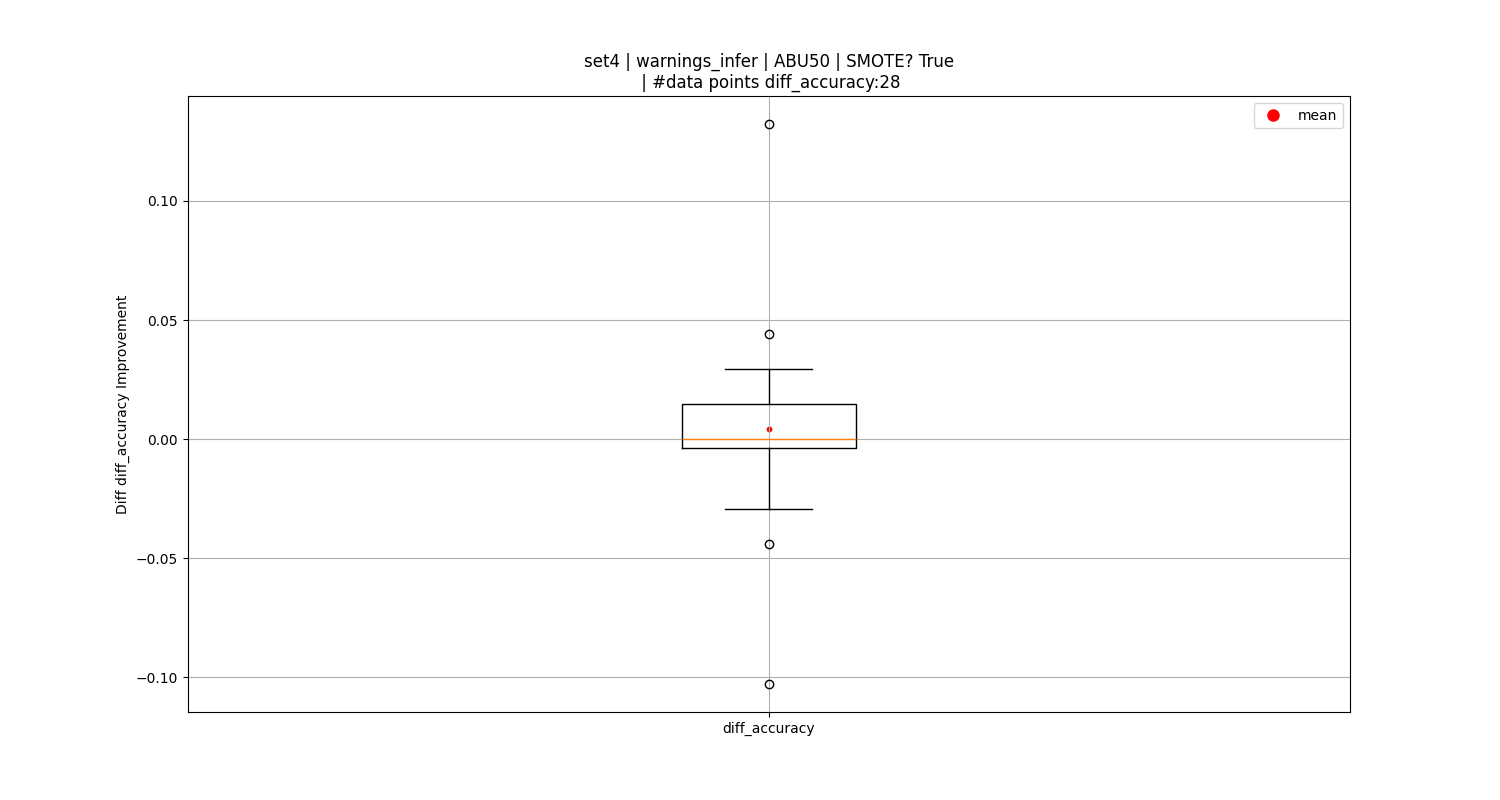 set4 | warnings_infer | ABU50 | SMOTE? True
| #data points diff_accuracy:28
mean
0.10
0.05
0.00
−0.05
−0.10
Diff diff_accuracy Improvement
diff_accuracy